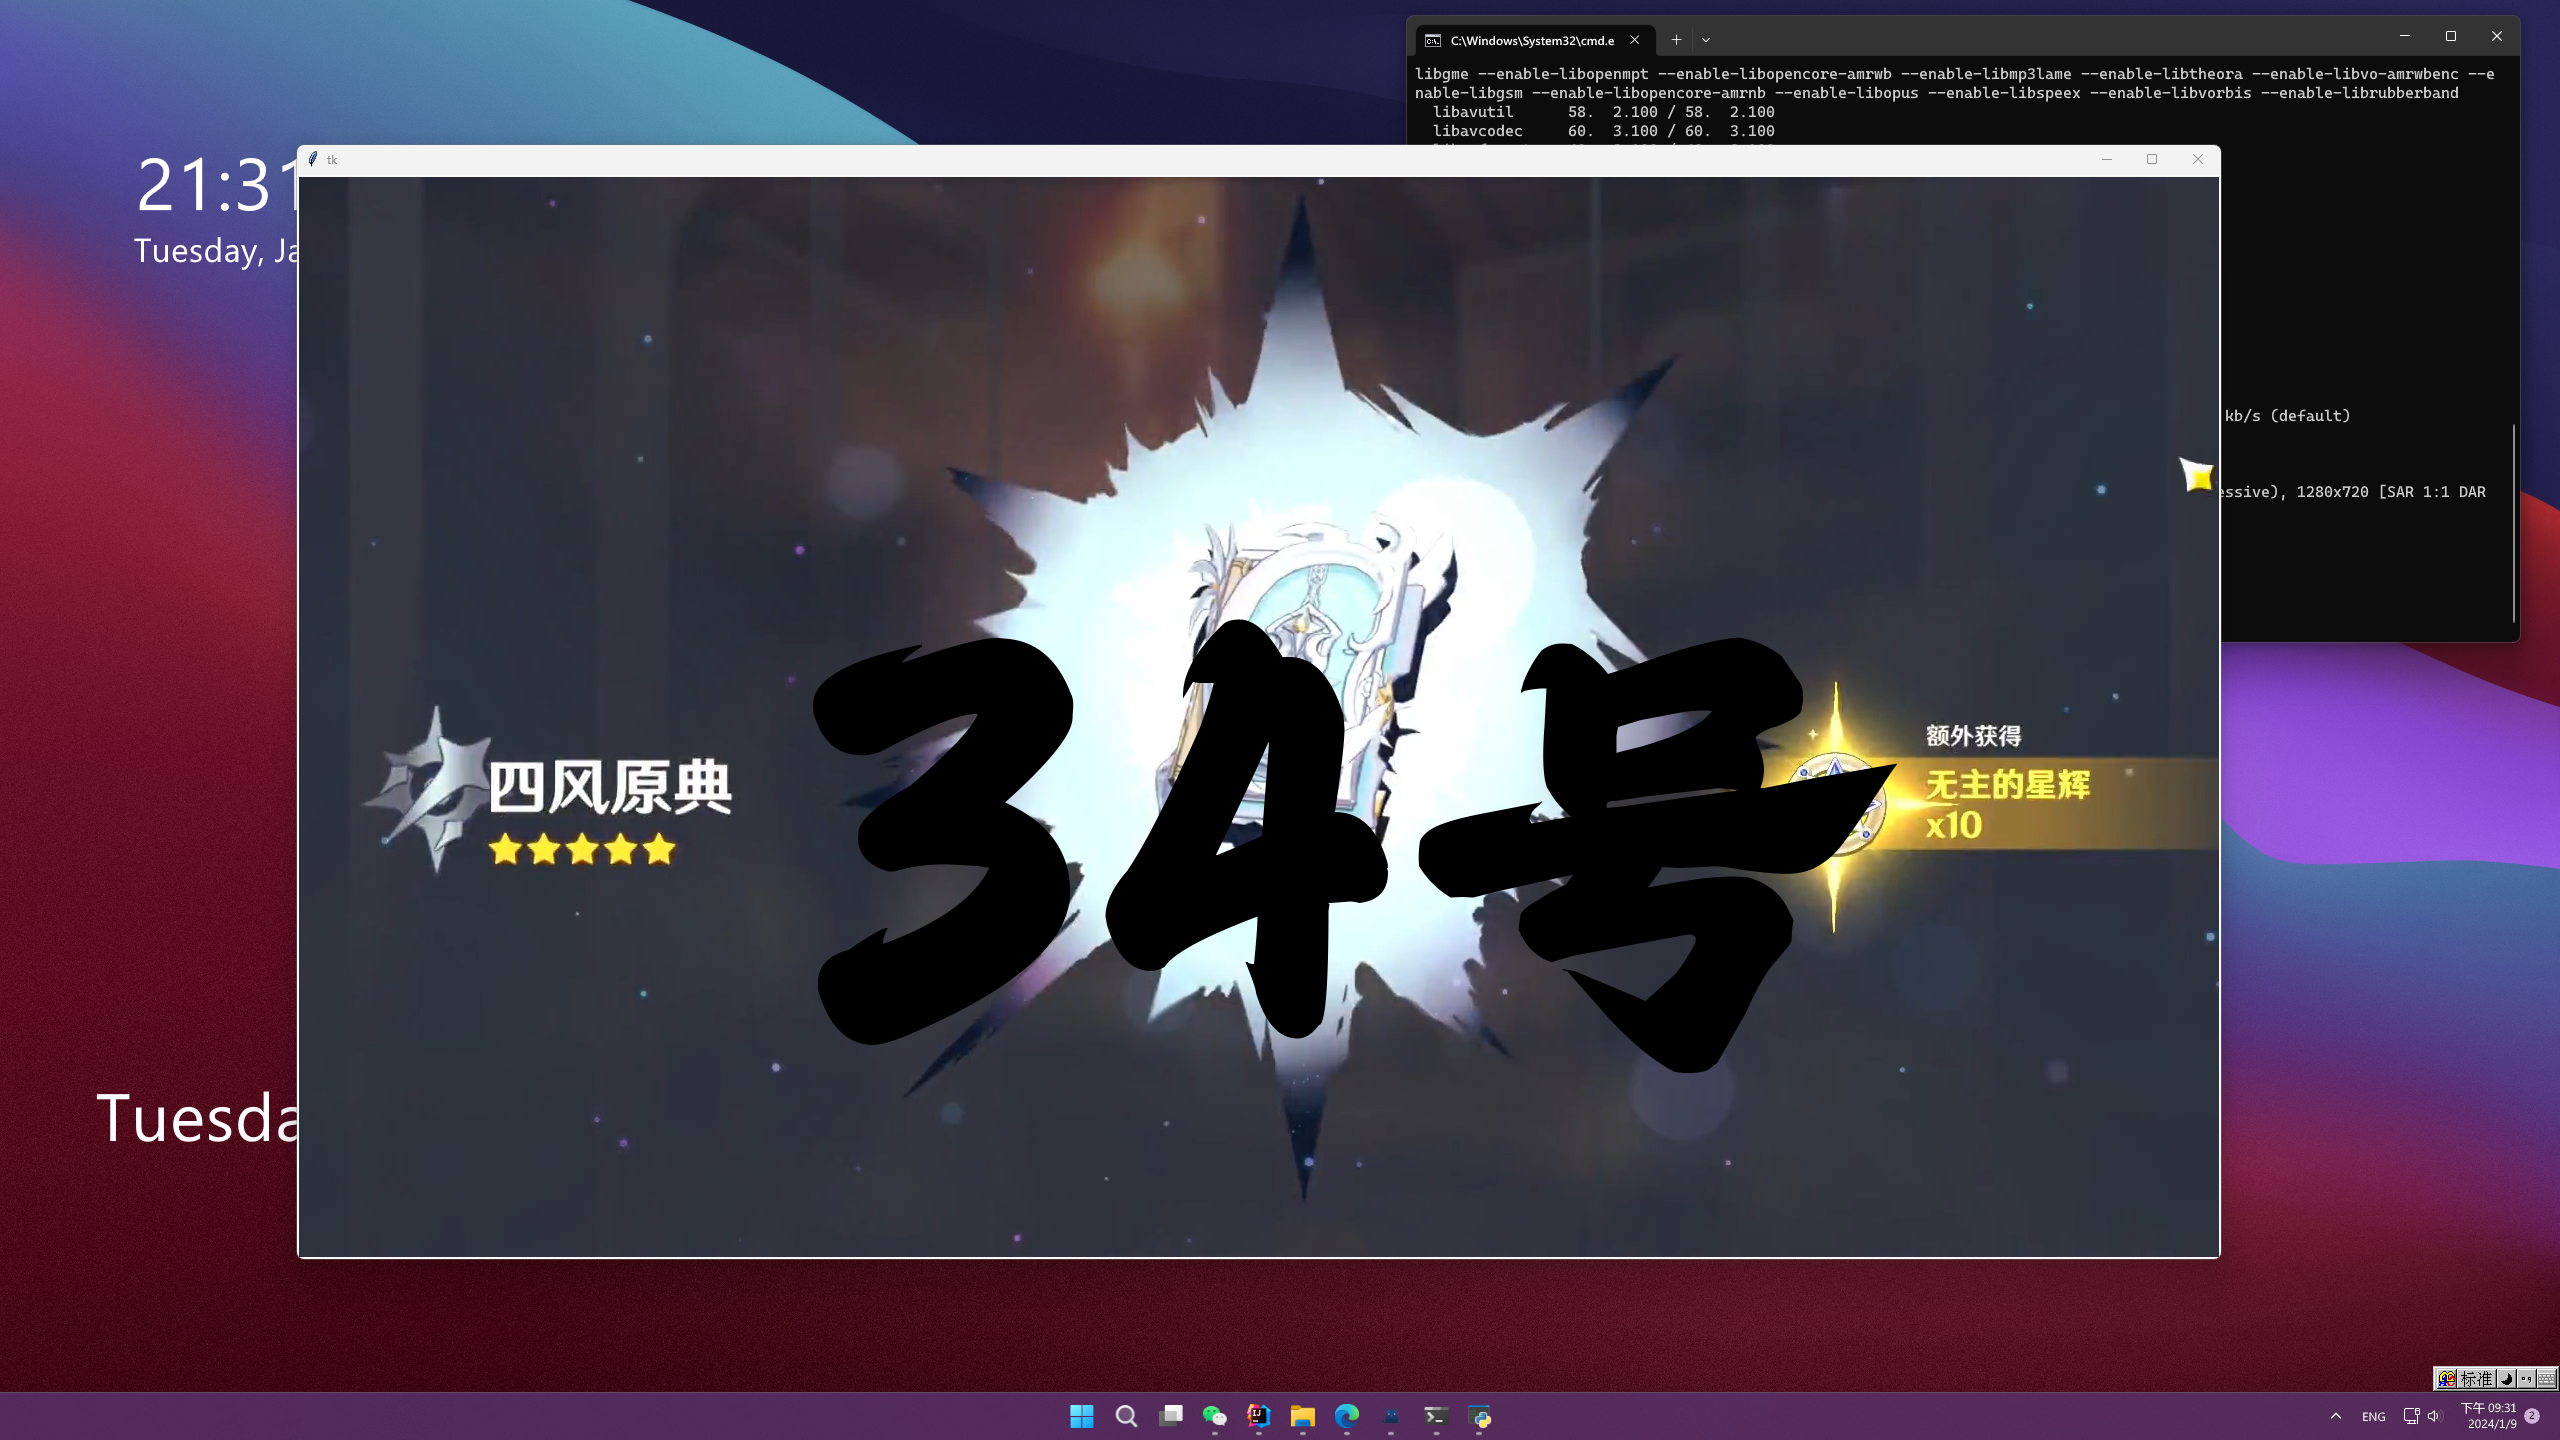 C:\Windows\System32\cmd.e
libgme --enable-libopenmpt --enable-libopencore-amrwb --enable-libmp3lame --enable-libtheora --enable-libvo-amrwbenc --e
nable-libgsm --enable-libopencore-amrnb --enable-libopus --enable-libspeex --enable-libvorbis --enable-librubberband
libavutil 58. 2.100 / 58. 2.100
libavcodec 60. 3.100 / 60. 3.100
tk
21:31
Tuesday, Ja
kb/s (default)
essive), 1280x720 [SAR 1:1 DAR
34号
四风原典
额外获得
无主的星辉
x10
Tuesda
标准
ENG
下午 09:31
2024/1/9
2